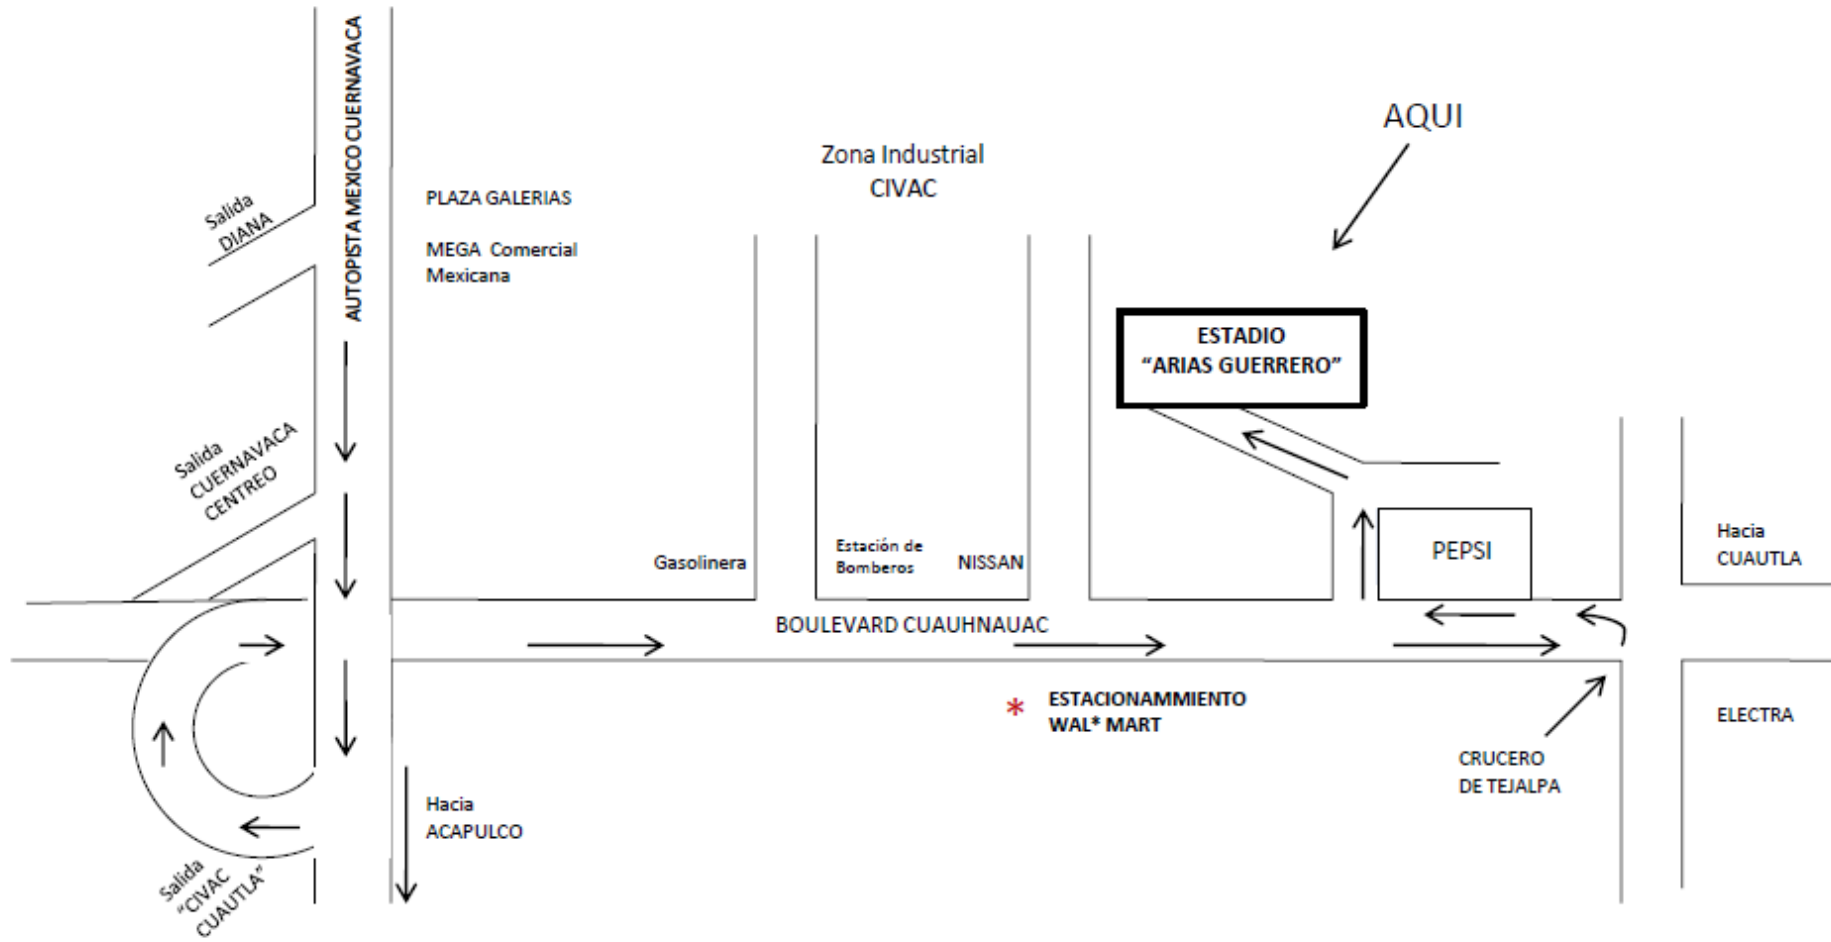 AUTOPISTA MEXICO CUERNAVACA
Salida
DIANA
PLAZA GALERIAS
MEGA Comercial
Mexicana
Zona Industrial
CIVAC
AQUI
ESTADIO
“ARIAS GUERRERO”
Salida
CUERNAVACA
CENTREO
Gasolinera
Estación de
Bomberos
NISSAN
PEPSI
Hacia
CUAUTLA
BOULEVARD CUAUHNAUAC
* ESTACIONAMMIENTO
WAL* MART
ELECTRA
CRUCERO
DE TEJALPA
Hacia
ACAPULCO
Salida
“CIVAC
CUAUTLA”